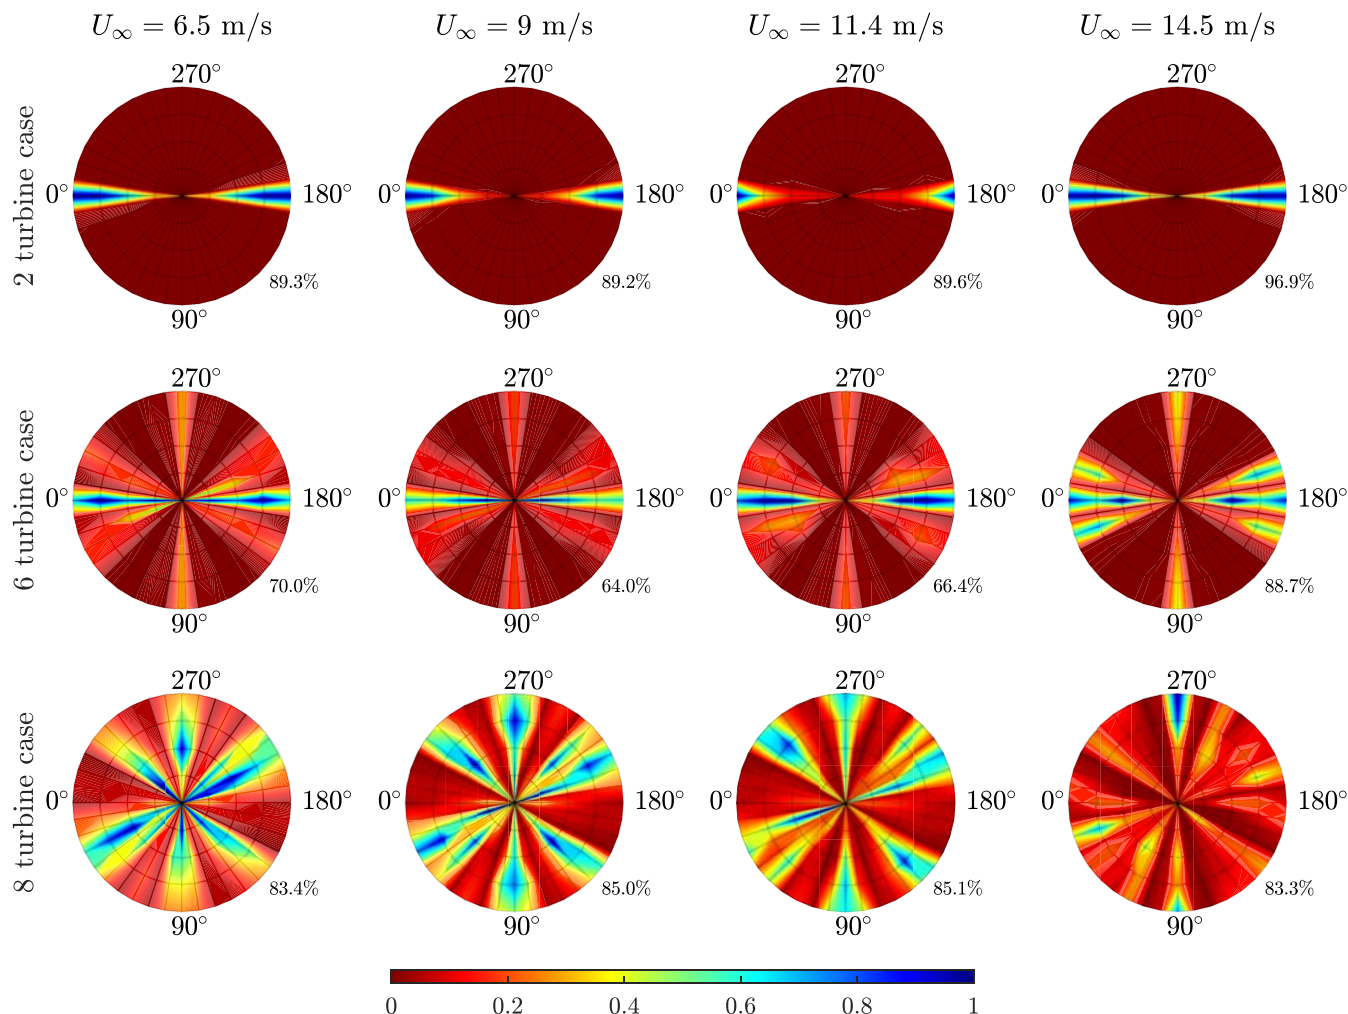 U∞ = 6.5 m/s U∞ = 9 m/s U∞ = 11.4 m/s U∞ = 14.5 m/s
270° 270° 270° 270°
2 turbine case
0° 180° 0° 180° 0° 180° 0° 180°
89.3% 89.2% 89.6% 96.9%
90° 90° 90° 90°
270° 270° 270° 270°
6 turbine case
0° 180° 0° 180° 0° 180° 0° 180°
70.0% 64.0% 66.4% 88.7%
90° 90° 90° 90°
270° 270° 270° 270°
8 turbine case
0° 180° 0° 180° 0° 180° 0° 180°
83.4% 85.0% 85.1% 83.3%
90° 90° 90° 90°
0 0.2 0.4 0.6 0.8 1